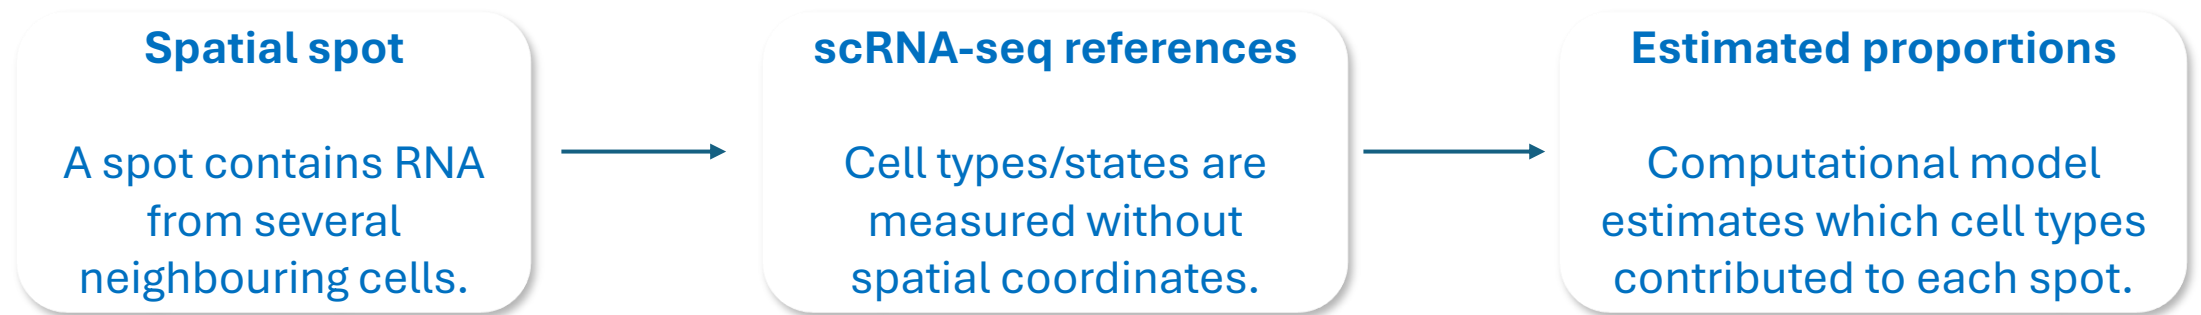 Spatial spot
A spot contains RNA
from several
neighbouring cells.
scRNA-seq references
Cell types/states are
measured without
spatial coordinates.
Estimated proportions
Computational model
estimates which cell types
contributed to each spot.